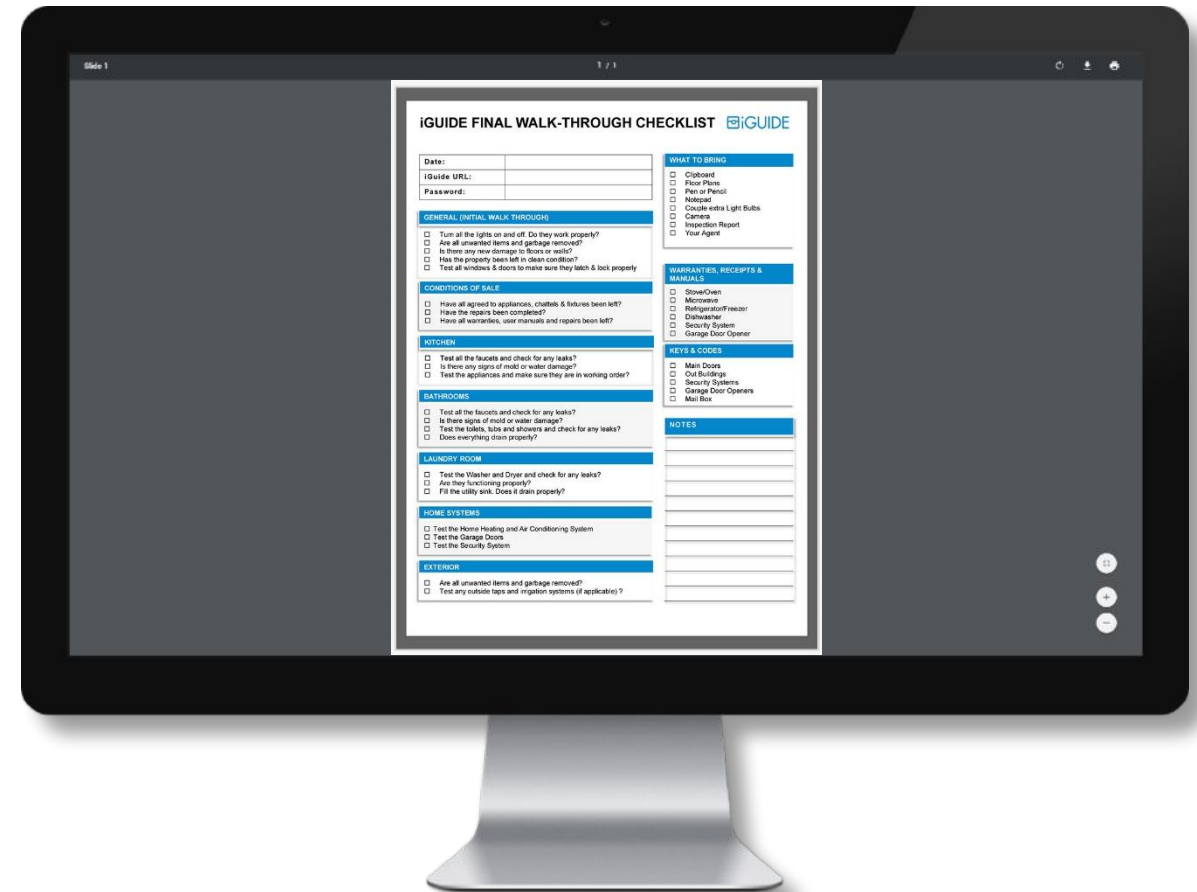 Slide 1
1 / 1
iGUIDE FINAL WALK-THROUGH CHECKLIST
iGUIDE
Date:
iGuide URL:
Password:
GENERAL (INITIAL WALK THROUGH)
Turn all the lights on and off. Do they work properly?
Are all unwanted items and garbage removed?
Is there any new damage to floors or walls?
Has the property been left in clean condition?
Test all windows & doors to make sure they latch & lock properly
CONDITIONS OF SALE
Have all agreed to appliances, chattels & fixtures been left?
Have the repairs been completed?
Have all warranties, user manuals and repairs been left?
KITCHEN
Test all the faucets and check for any leaks?
Is there any signs of mold or water damage?
Test the appliances and make sure they are in working order?
BATHROOMS
Test all the faucets and check for any leaks?
Is there signs of mold or water damage?
Test the toilets, tubs and showers and check for any leaks?
Does everything drain properly?
LAUNDRY ROOM
Test the Washer and Dryer and check for any leaks?
Are they functioning properly?
Fill the utility sink. Does it drain properly?
HOME SYSTEMS
Test the Home Heating and Air Conditioning System
Test the Garage Doors
Test the Security System
EXTERIOR
Are all unwanted items and garbage removed?
Test any outside taps and irrigation systems (if applicable) ?
WHAT TO BRING
Clipboard
Floor Plans
Pen or Pencil
Notepad
Couple extra Light Bulbs
Camera
Inspection Report
Your Agent
WARRANTIES, RECEIPTS &
MANUALS
Stove/Oven
Microwave
Refrigerator/Freezer
Dishwasher
Security System
Garage Door Opener
KEYS & CODES
Main Doors
Out Buildings
Security Systems
Garage Door Openers
Mail Box
NOTES